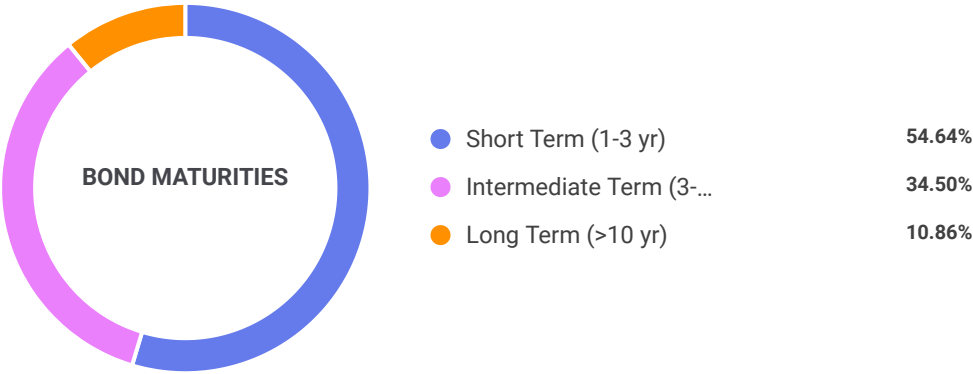 BOND MATURITIES
Short Term (1-3 yr) 54.64%
Intermediate Term (3-... 34.50%
Long Term (>10 yr) 10.86%